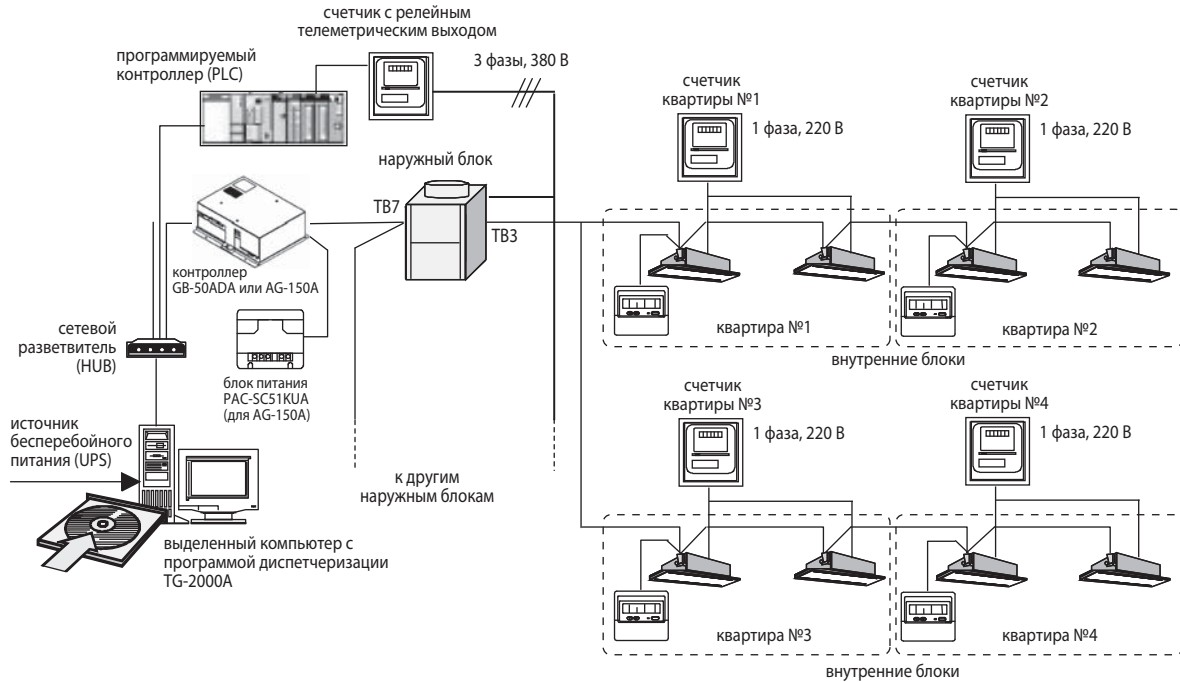 счетчик с релейным
телеметрическим выходом
программируемый
контроллер (PLC)
3 фазы, 380 В
счетчик
квартиры №1
1 фаза, 220 В
счетчик
квартиры №2
1 фаза, 220 В
наружный блок
TB7
TB3
контроллер
GB-50ADA или AG-150A
квартира №1
квартира №2
внутренние блоки
сетевой
разветвитель
(HUB)
блок питания
PAC-SC51KUA
(для AG-150A)
счетчик
квартиры №3
1 фаза, 220 В
счетчик
квартиры №4
1 фаза, 220 В
источник
бесперебойного
питания (UPS)
к другим
наружным блокам
выделенный компьютер с
программой диспетчеризации
TG-2000A
квартира №3
квартира №4
внутренние блоки